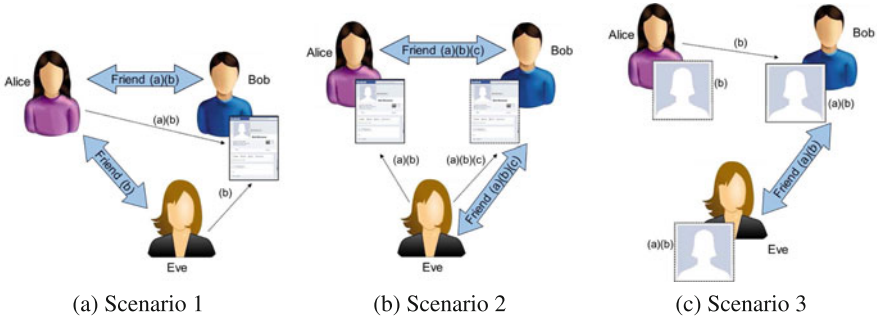 Alice
Friend (a)(b)
Bob
(a)(b)
Friend (b)
(b)
Eve
(a) Scenario 1
Alice
Friend (a)(b)(c)
Bob
(a)(b)
(a)(b)(c)
Friend (a)(b)(c)
Eve
(b) Scenario 2
Alice
(b)
Bob
(b)
(a)(b)
Friend (a)(b)
(a)(b)
Eve
(c) Scenario 3